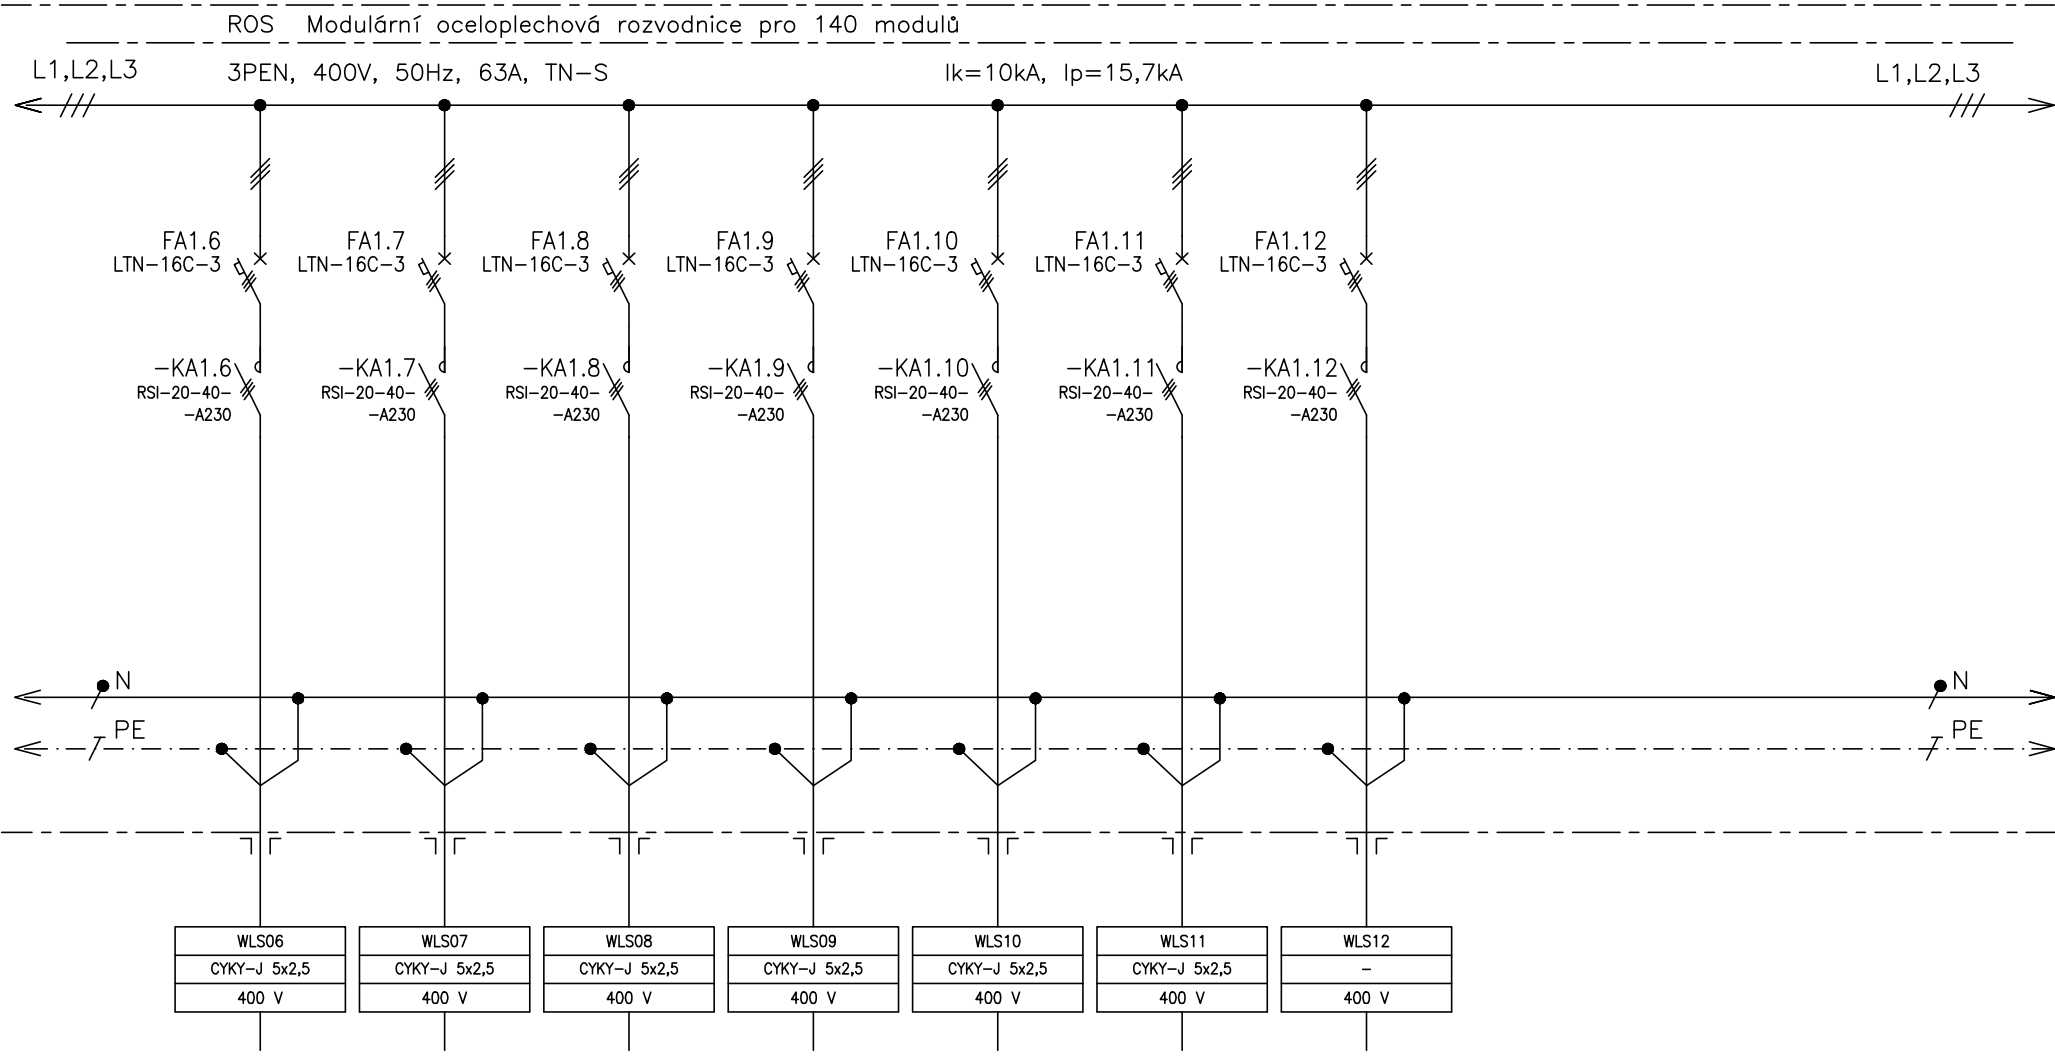 ROS Modulární oceloplechová rozvodnice pro 140 modulů
L1,L2,L3
3PEN, 400V, 50Hz, 63A, TN-S
Ik=10kA, Ip=15,7kA
L1,L2,L3
FA1.6
LTN-16C-3
FA1.7
LTN-16C-3
FA1.8
LTN-16C-3
FA1.9
LTN-16C-3
FA1.10
LTN-16C-3
FA1.11
LTN-16C-3
FA1.12
LTN-16C-3
-KA1.6
RSI-20-40-
-A230
-KA1.7
RSI-20-40-
-A230
-KA1.8
RSI-20-40-
-A230
-KA1.9
RSI-20-40-
-A230
-KA1.10
RSI-20-40-
-A230
-KA1.11
RSI-20-40-
-A230
-KA1.12
RSI-20-40-
-A230
N
N
PE
PE
WLS06
CYKY-J 5x2,5
400 V
WLS07
CYKY-J 5x2,5
400 V
WLS08
CYKY-J 5x2,5
400 V
WLS09
CYKY-J 5x2,5
400 V
WLS10
CYKY-J 5x2,5
400 V
WLS11
CYKY-J 5x2,5
400 V
WLS12
-
400 V